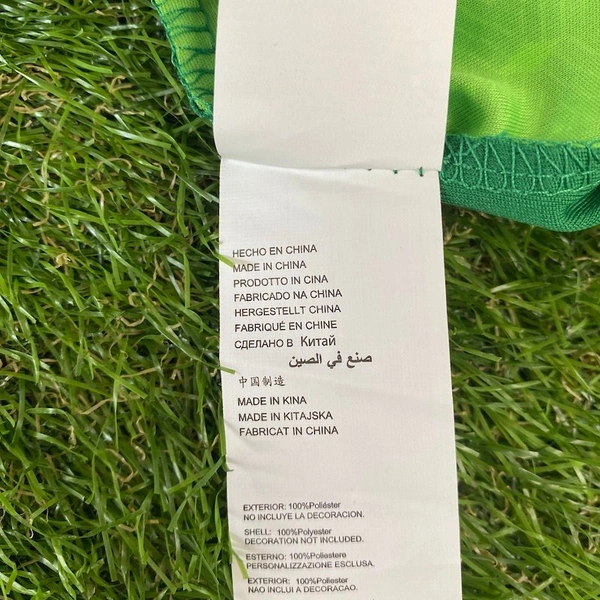 HECHO EN CHINA
MADE IN CHINA
PRODOTTO IN CINA
FABRICADO NA CHINA
HERGESTELLT CHINA
FABRIQUÉ EN CHINE
СДЕЛАНО В Китай
صنع في الصين
中国制造
MADE IN KINA
MADE IN KITAJSKA
FABRICAT IN CHINA
EXTERIOR: 100%Poliéster
NO INCLUYE LA DECORACION.
SHELL: 100%Polyester
DECORATION NOT INCLUDED.
ESTERNO: 100%Poliestere
PERSONALIZZAZIONE ESCLUSA.
EXTERIOR: 100%Poliester
NAO INCLUI A DECORACAO.